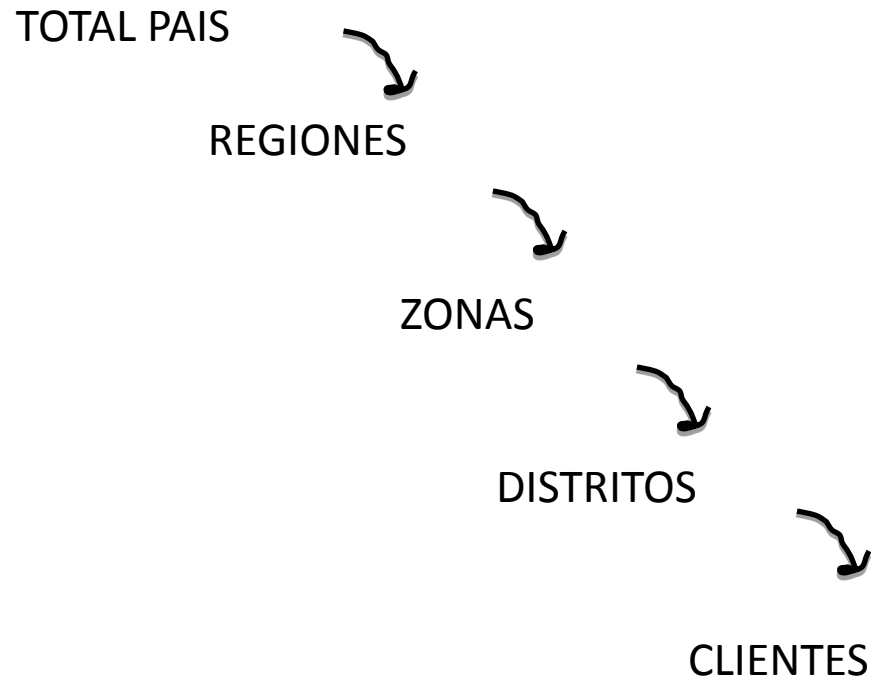 TOTAL PAIS
REGIONES
ZONAS
DISTRITOS
CLIENTES